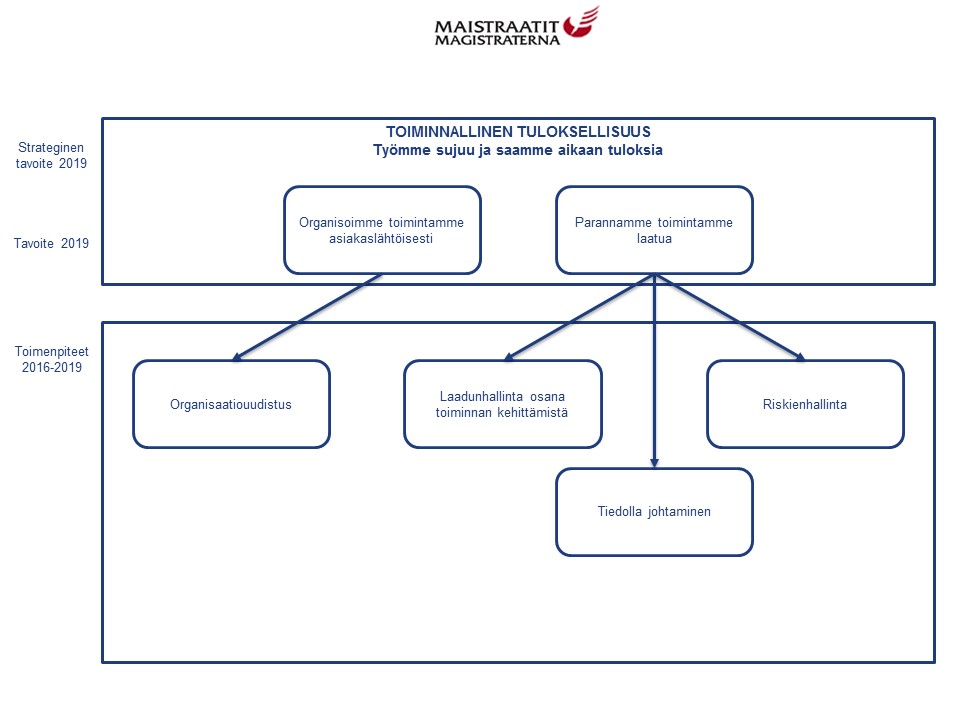 MAISTRAATIT
MAGISTRATERNA
Strateginen
tavoite 2019
TOIMINNALLINEN TULOKSELLISUUS
Työmme sujuu ja saamme aikaan tuloksia
Tavoite 2019
Organisoimme toimintamme
asiakaslähtöisesti
Parannamme toimintamme
laatua
Toimenpiteet
2016-2019
Organisaatiouudistus
Laadunhallinta osana
toiminnan kehittämistä
Riskienhallinta
Tiedolla johtaminen